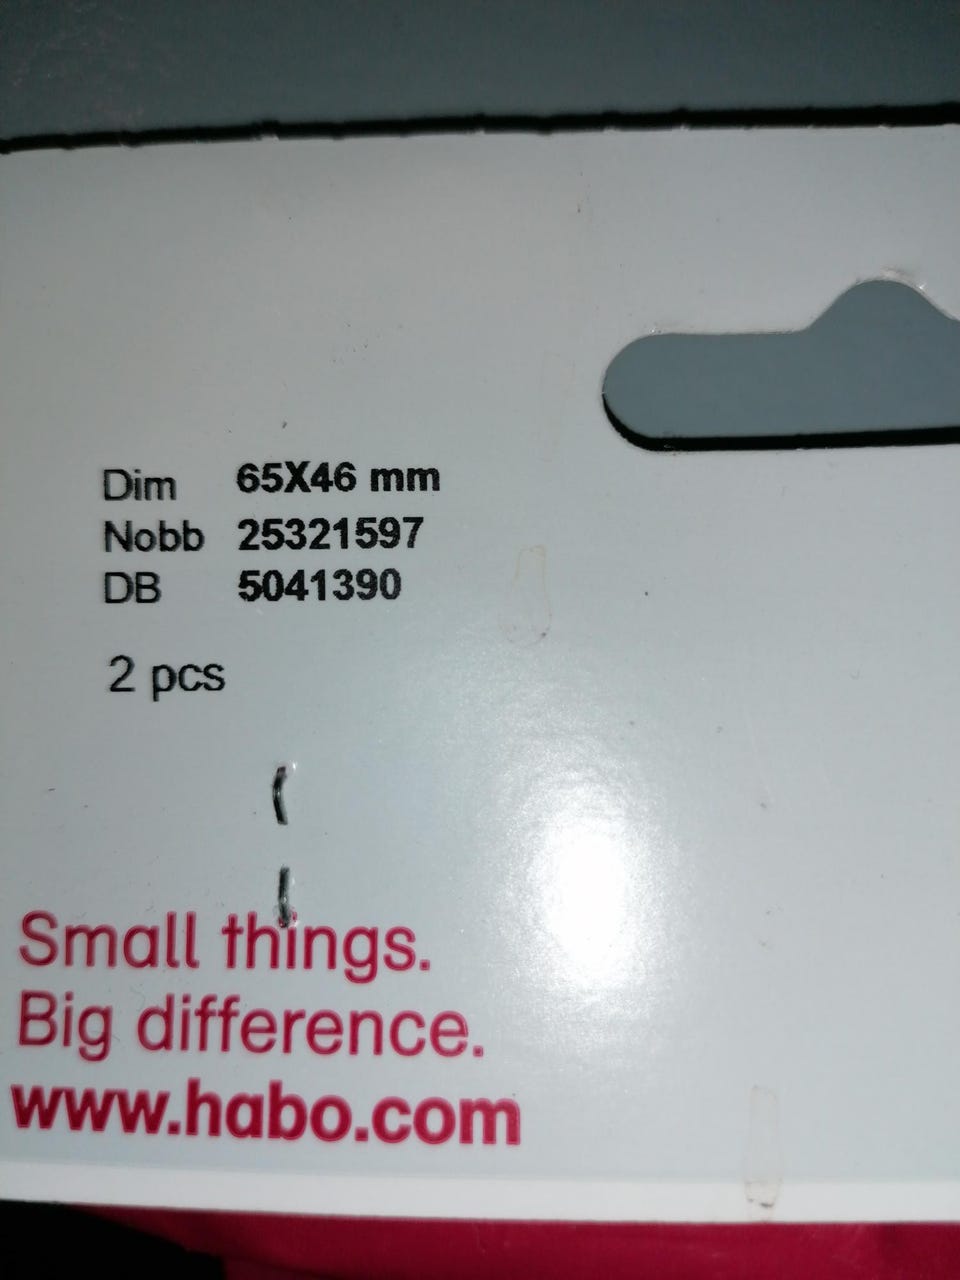 Dim 65X46 mm
Nobb 25321597
DB 5041390
2 pcs
Small things.
Big difference.
www.habo.com